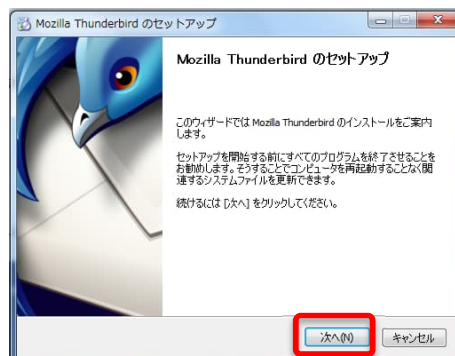 Mozilla Thunderbird のセットアップ
Mozilla Thunderbird のセットアップ
このウィザードでは Mozilla Thunderbird のインストールをご案内
します。
セットアップを開始する前にすべてのプログラムを終了させることを
お勧めします。そうすることでコンピュータを再起動することなく関
連するシステムファイルを更新できます。
続けるには [次へ] をクリックしてください。
次へ(N)
キャンセル